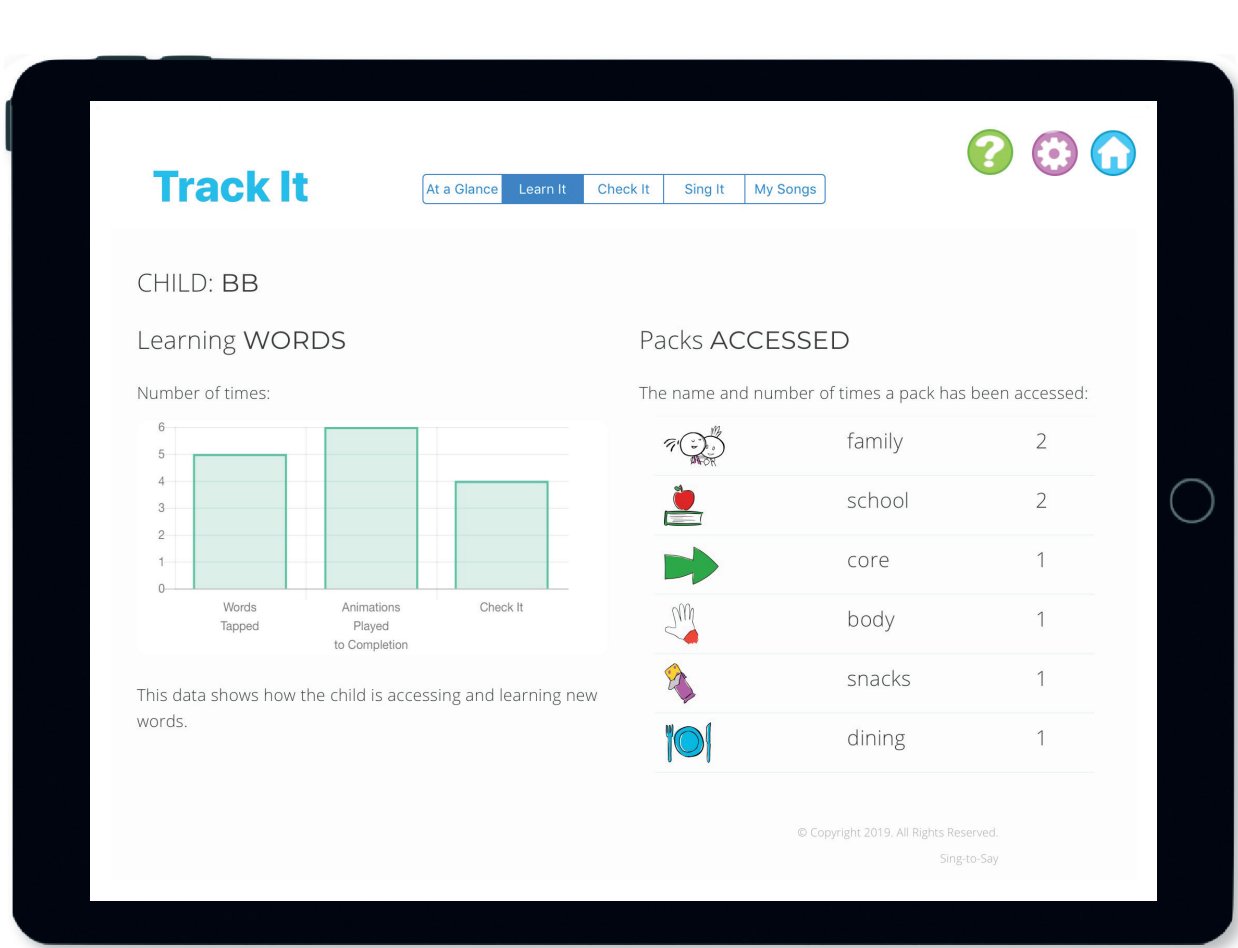 Track It
At a Glance
Learn It
Check It
Sing It
My Songs
CHILD: BB
Learning WORDS
Number of times:
6
5
4
3
2
1
0
Words
Tapped
Animations
Played
to Completion
Check It
This data shows how the child is accessing and learning new
words.
Packs ACCESSED
The name and number of times a pack has been accessed:
family 2
school 2
core 1
body 1
snacks 1
dining 1
© Copyright 2019. All Rights Reserved.
Sing-to-Say